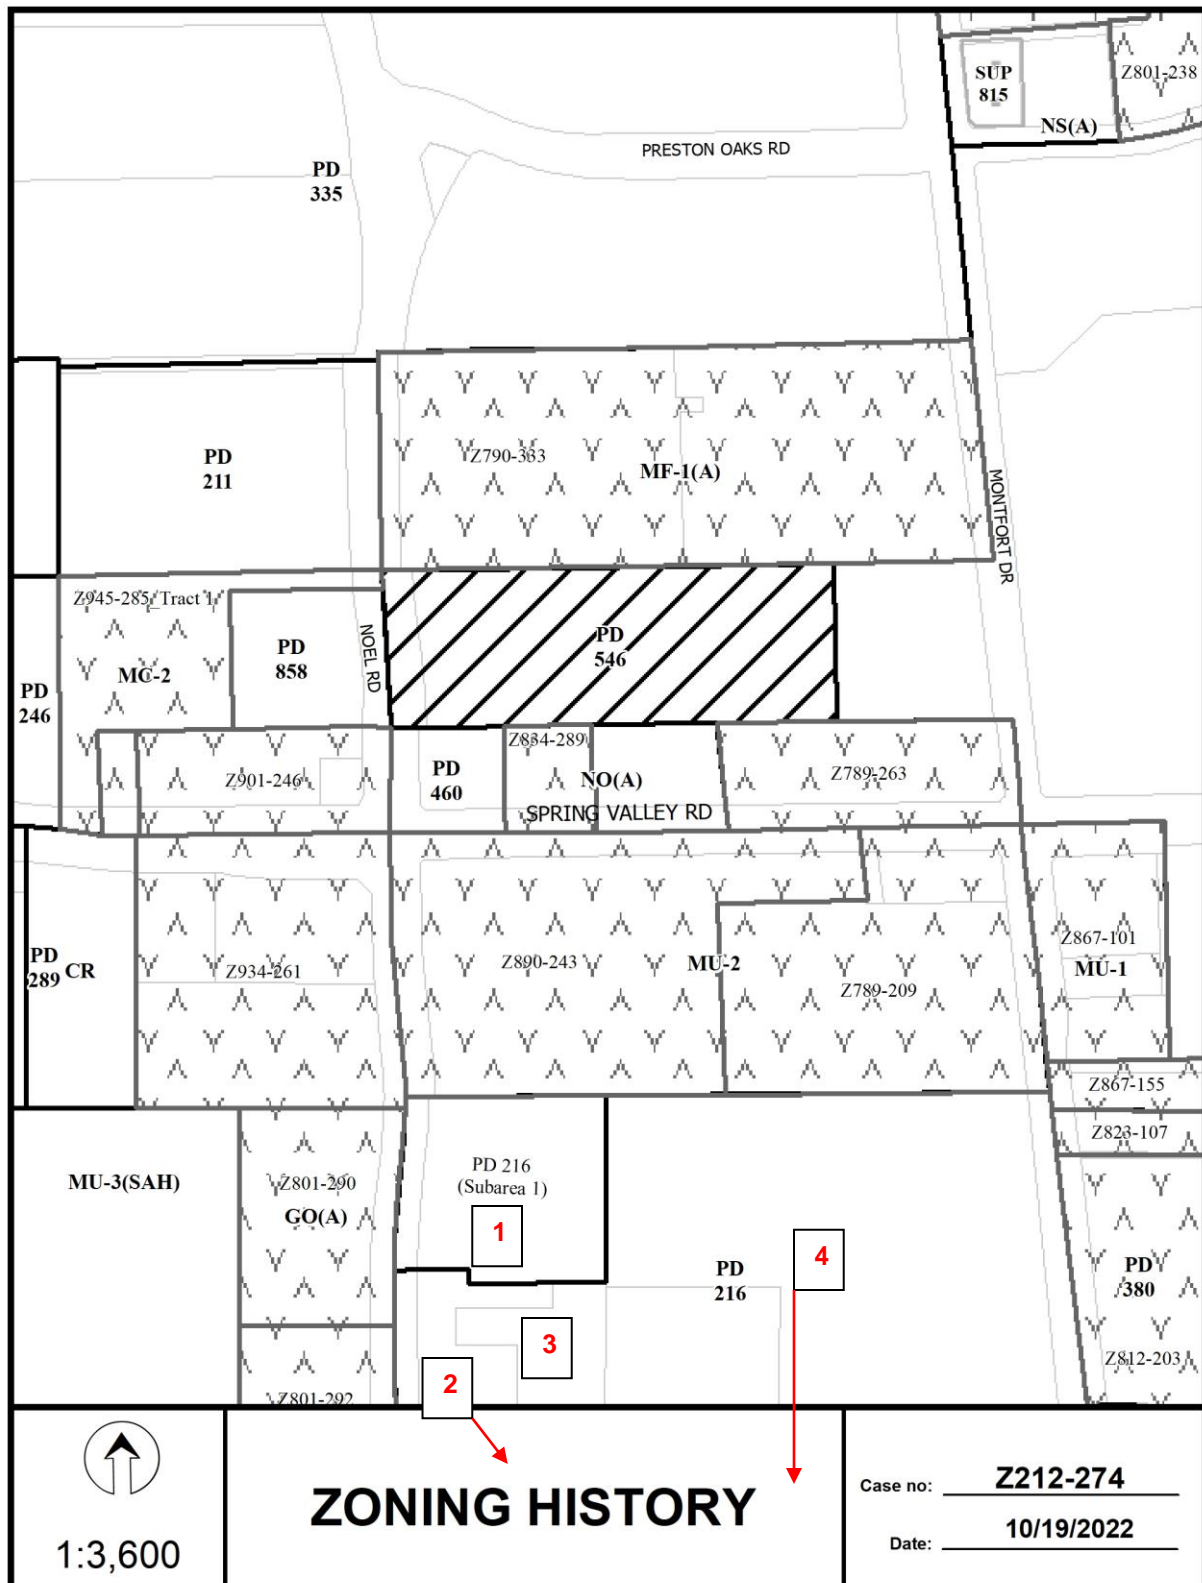 SUP
815
Z801-238
NS(A)
PRESTON OAKS RD
PD
335
PD
211
Z790-333
MF-1(A)
MONTFORT DR
Z945-285_Tract 1
MC-2
PD
858
NOEL RD
PD
546
PD
246
Z901-246
PD
460
Z834-289
NO(A)
Z789-263
SPRING VALLEY RD
PD
289
CR
Z934-261
Z890-243
MU-2
Z789-209
Z867-101
MU-1
Z867-155
Z823-107
MU-3(SAH)
Z801-290
GO(A)
PD 216
(Subarea 1)
1
4
PD
216
PD
380
3
2
Z801-292
Z812-203
1:3,600
ZONING HISTORY
Case no: Z212-274
Date: 10/19/2022